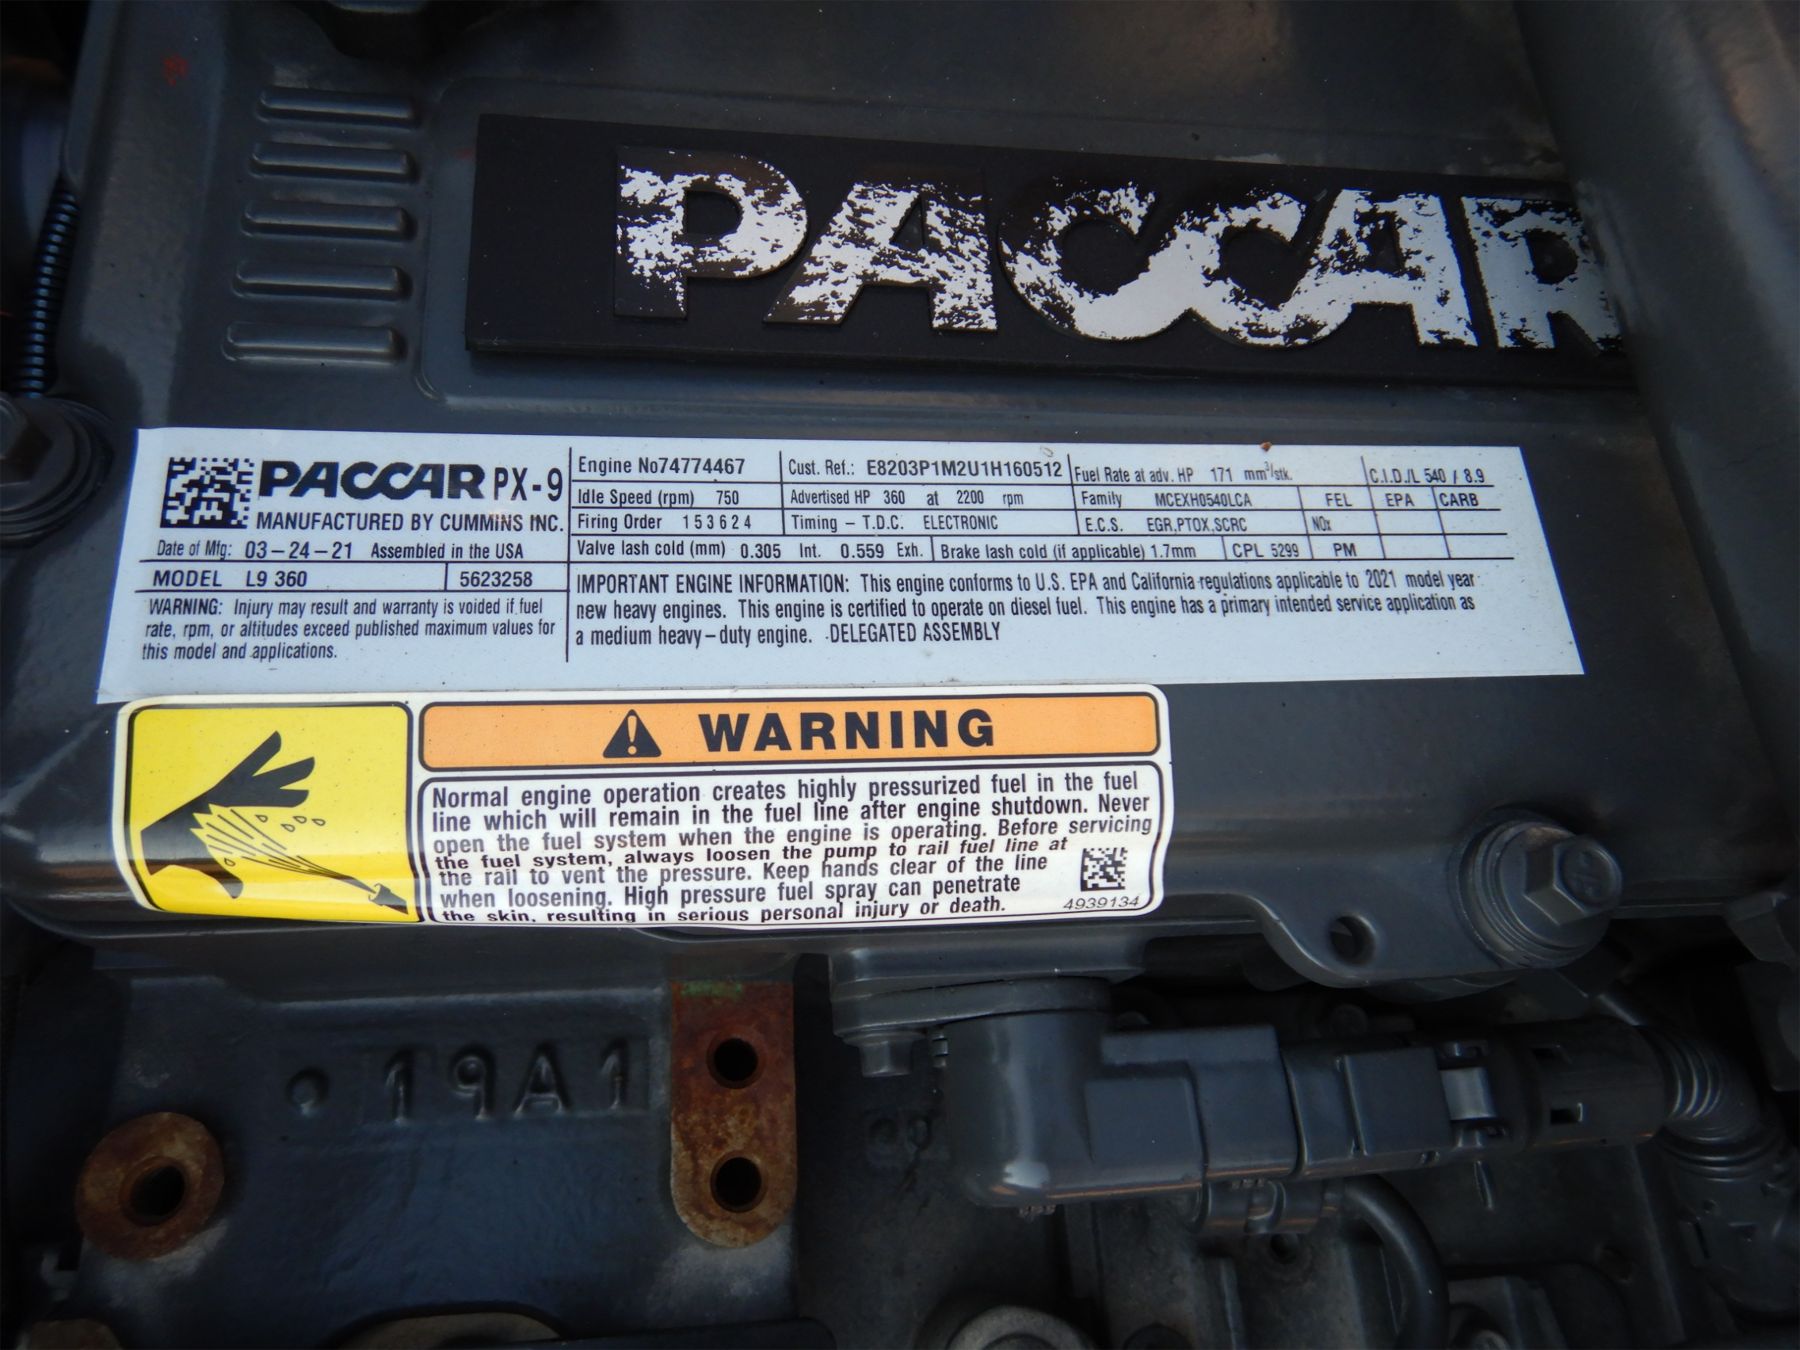 PACCAR
PACCAR PX-9
MANUFACTURED BY CUMMINS INC.
Date of Mfg: 03-24-21 Assembled in the USA
MODEL L9 360 5623258
WARNING: Injury may result and warranty is voided if fuel
rate, rpm, or altitudes exceed published maximum values for
this model and applications.
Engine No74774467 Cust. Ref.: E8203P1M2U1H160512 Fuel Rate at adv. HP 171 mm³/stk. C.I.D./L 540 / 8.9
Idle Speed (rpm) 750 Advertised HP 360 at 2200 rpm Family MCEXH0540LCA FEL EPA CARB
Firing Order 1 5 3 6 2 4 Timing - T.D.C. ELECTRONIC E.C.S. EGR,PTOX,SCRC NOx
Valve lash cold (mm) 0.305 Int. 0.559 Exh. Brake lash cold (if applicable) 1.7mm CPL 5299 PM
IMPORTANT ENGINE INFORMATION: This engine conforms to U.S. EPA and California regulations applicable to 2021 model year
new heavy engines. This engine is certified to operate on diesel fuel. This engine has a primary intended service application as
a medium heavy-duty engine. DELEGATED ASSEMBLY
WARNING
Normal engine operation creates highly pressurized fuel in the fuel
line which will remain in the fuel line after engine shutdown. Never
open the fuel system when the engine is operating. Before servicing
the fuel system, always loosen the pump to rail fuel line at
the rail to vent the pressure. Keep hands clear of the line
when loosening. High pressure fuel spray can penetrate
the skin, resulting in serious personal injury or death.
4939134
19A1